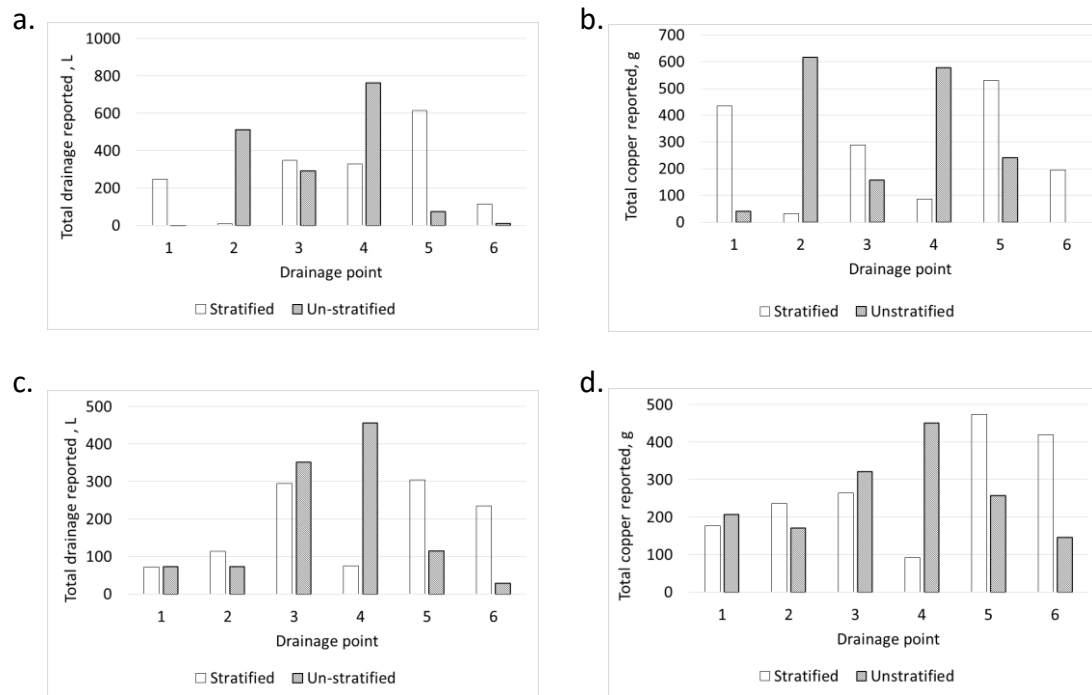 a.
Total drainage reported , L
1000
800
600
400
200
0
1 2 3 4 5 6
Drainage point
Stratified Un-stratified
b.
Total copper reported, g
700
600
500
400
300
200
100
0
1 2 3 4 5 6
Drainage point
Stratified Unstratified
c.
Total drainage reported , L
500
400
300
200
100
0
1 2 3 4 5 6
Drainage point
Stratified Un-stratified
d.
Total copper reported, g
500
400
300
200
100
0
1 2 3 4 5 6
Drainage point
Stratified Unstratified